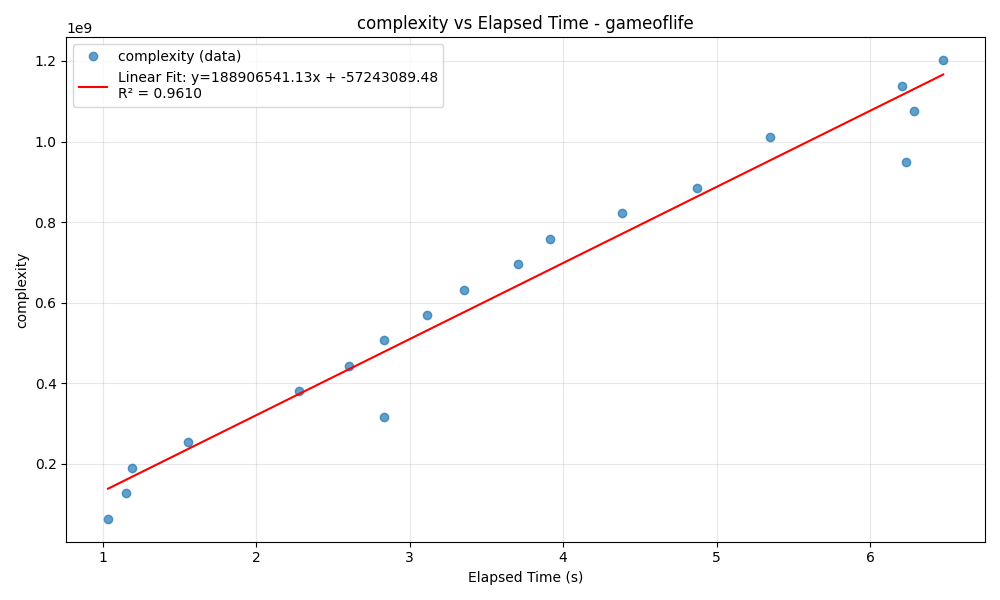 complexity vs Elapsed Time - gameoflife
1e9
complexity (data)
Linear Fit: y=188906541.13x + -57243089.48
R² = 0.9610
1.2
1.0
0.8
0.6
0.4
0.2
complexity
1 2 3 4 5 6
Elapsed Time (s)